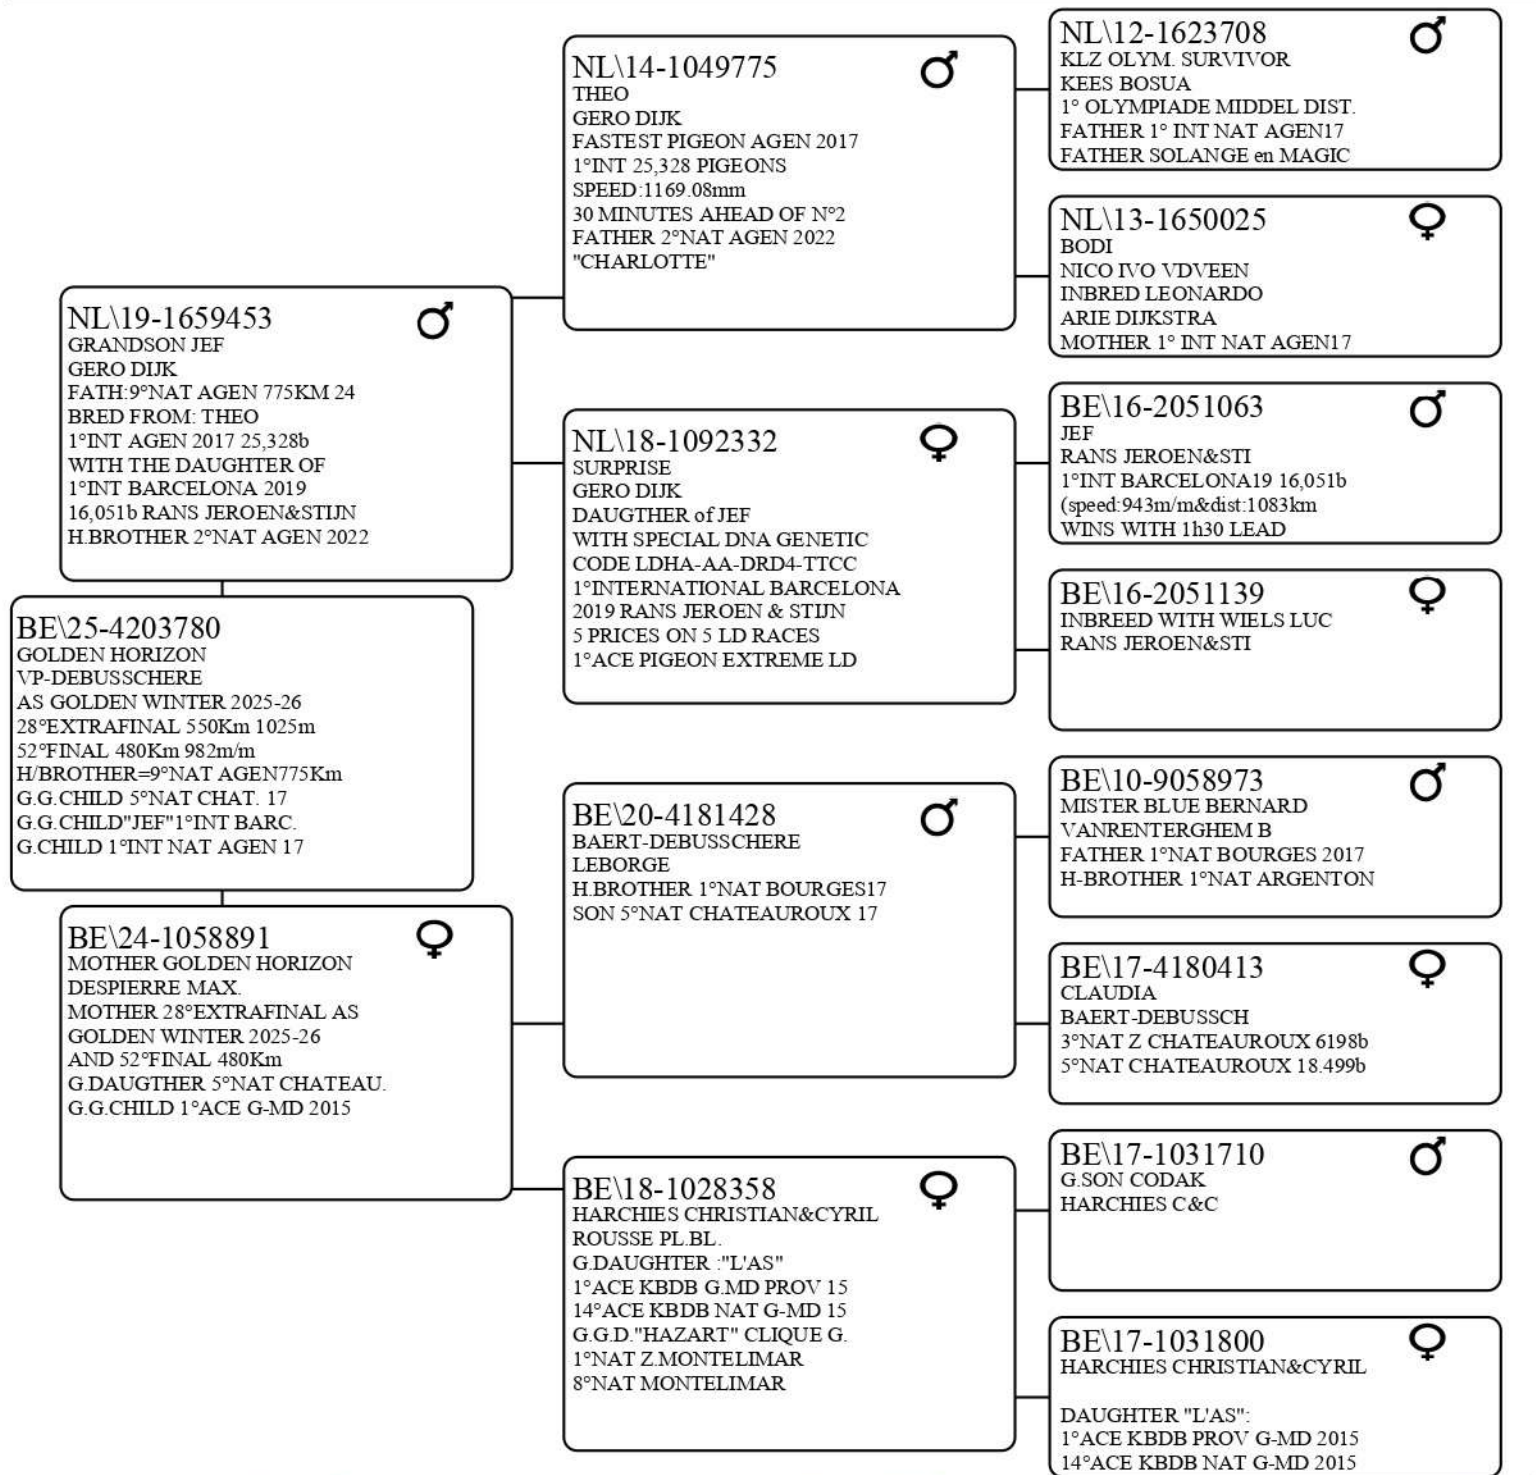 NL\19-1659453
GRANDSON JEF
GERO DIJK
FATH:9°NAT AGEN 775KM 24
BRED FROM: THEO
1°INT AGEN 2017 25,328b
WITH THE DAUGHTER OF
1°INT BARCELONA 2019
16,051b RANS JEROEN&STIJN
H.BROTHER 2°NAT AGEN 2022
BE\25-4203780
GOLDEN HORIZON
VP-DEBUSSCHERE
AS GOLDEN WINTER 2025-26
28°EXTRAFINAL 550Km 1025m
52°FINAL 480Km 982m/m
H/BROTHER=9°NAT AGEN775Km
G.G.CHILD 5°NAT CHAT. 17
G.G.CHILD"JEF"1°INT BARC.
G.CHILD 1°INT NAT AGEN 17
BE\24-1058891
MOTHER GOLDEN HORIZON
DESPIERRE MAX.
MOTHER 28°EXTRAFINAL AS
GOLDEN WINTER 2025-26
AND 52°FINAL 480Km
G.DAUGTHER 5°NAT CHATEAU.
G.G.CHILD 1°ACE G-MD 2015
NL\14-1049775
THEO
GERO DIJK
FASTEST PIGEON AGEN 2017
1°INT 25,328 PIGEONS
SPEED:1169.08mm
30 MINUTES AHEAD OF N°2
FATHER 2°NAT AGEN 2022
"CHARLOTTE"
NL\18-1092332
SURPRISE
GERO DIJK
DAUGTHER of JEF
WITH SPECIAL DNA GENETIC
CODE LDHA-AA-DRD4-TTCC
1°INTERNATIONAL BARCELONA
2019 RANS JEROEN & STIJN
5 PRICES ON 5 LD RACES
1°ACE PIGEON EXTREME LD
BE\20-4181428
BAERT-DEBUSSCHERE
LEBORGE
H.BROTHER 1°NAT BOURGES17
SON 5°NAT CHATEAUROUX 17
BE\18-1028358
HARCHIES CHRISTIAN&CYRIL
ROUSSE PL.BL.
G.DAUGHTER :"L'AS"
1°ACE KBDB G.MD PROV 15
14°ACE KBDB NAT G-MD 15
G.G.D."HAZART" CLIQUE G.
1°NAT Z.MONTELIMAR
8°NAT MONTELIMAR
NL\12-1623708
KLZ OLYM. SURVIVOR
KEES BOSUA
1° OLYMPIADE MIDDEL DIST.
FATHER 1° INT NAT AGEN17
FATHER SOLANGE en MAGIC
NL\13-1650025
BODI
NICO IVO VDVEEN
INBRED LEONARDO
ARIE DIJKSTRA
MOTHER 1° INT NAT AGEN17
BE\16-2051063
JEF
RANS JEROEN&STI
1°INT BARCELONA19 16,051b
(speed:943m/m&dist:1083km
WINS WITH 1h30 LEAD
BE\16-2051139
INBREED WITH WIELS LUC
RANS JEROEN&STI
BE\10-9058973
MISTER BLUE BERNARD
VANRENTERGHEM B
FATHER 1°NAT BOURGES 2017
H-BROTHER 1°NAT ARGENTON
BE\17-4180413
CLAUDIA
BAERT-DEBUSSCH
3°NAT Z CHATEAUROUX 6198b
5°NAT CHATEAUROUX 18.499b
BE\17-1031710
G.SON CODAK
HARCHIES C&C
BE\17-1031800
HARCHIES CHRISTIAN&CYRIL
DAUGHTER "L'AS":
1°ACE KBDB PROV G-MD 2015
14°ACE KBDB NAT G-MD 2015